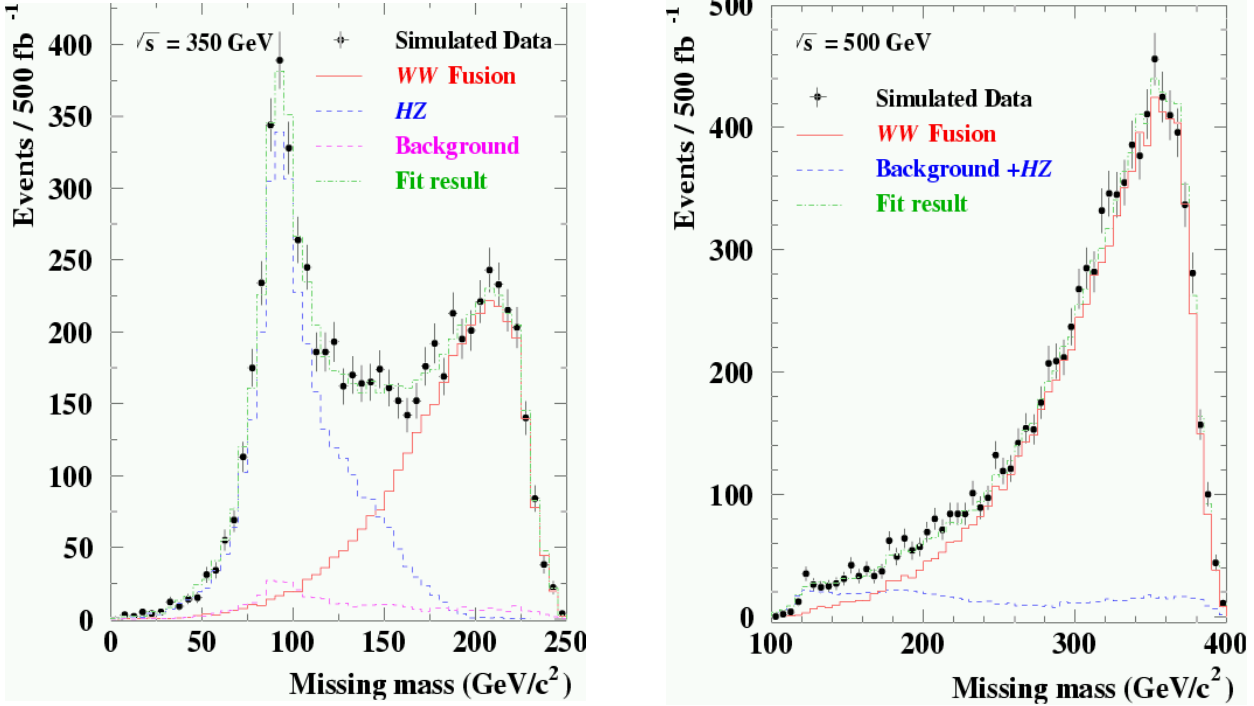 Events / 500 fb -1
400
350
300
250
200
150
100
50
0
√s = 350 GeV
Simulated Data
WW Fusion
HZ
Background
Fit result
0 50 100 150 200 250
Missing mass (GeV/c²)
Events / 500 fb -1
500
400
300
200
100
0
√s = 500 GeV
Simulated Data
WW Fusion
Background +HZ
Fit result
100 200 300 400
Missing mass (GeV/c²)